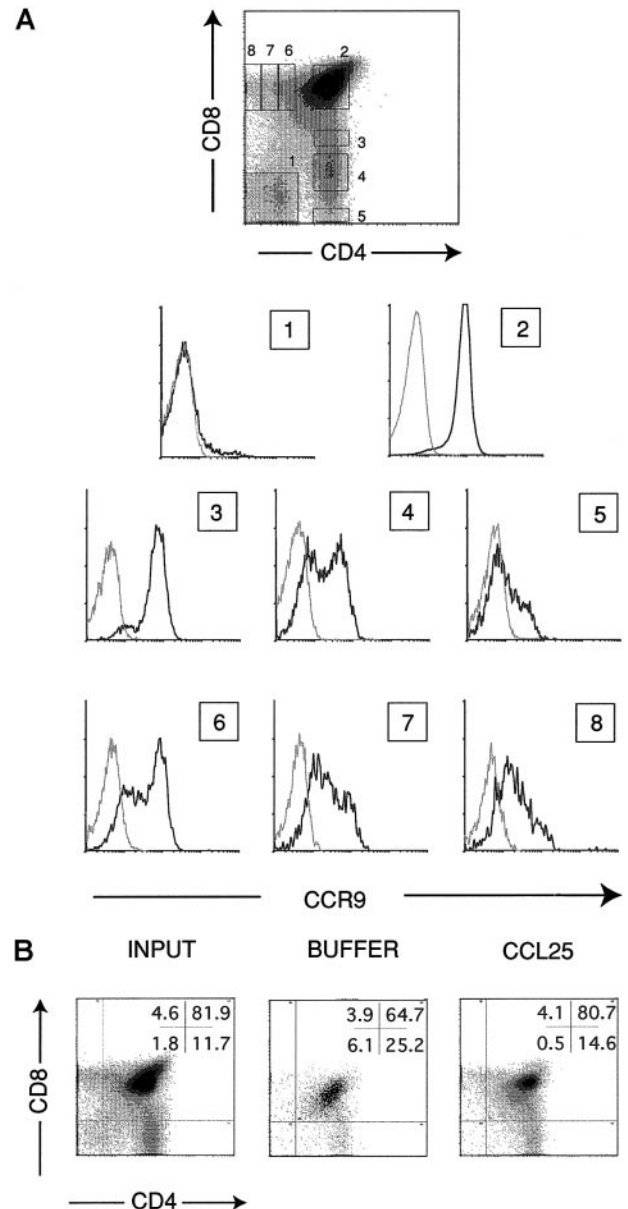 A
8 7 6 2
CD8
3
1
4
5
CD4
1 2
3 4 5
6 7 8
CCR9
B
INPUT BUFFER CCL25
4.6 81.9 3.9 64.7 4.1 80.7
1.8 11.7 6.1 25.2 0.5 14.6
CD8
CD4